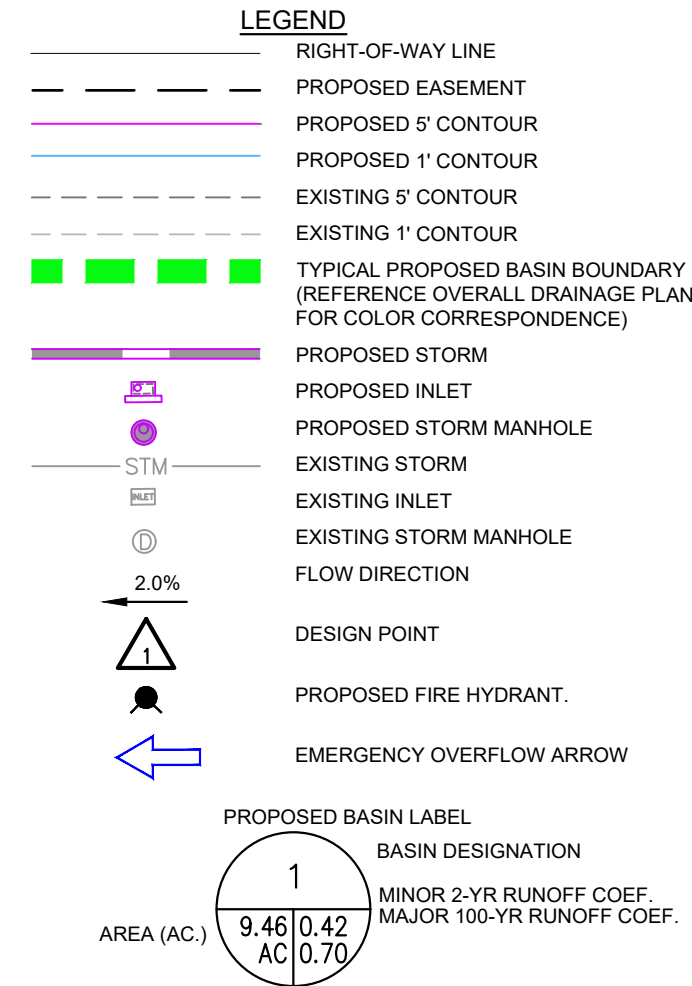 LEGEND
RIGHT-OF-WAY LINE
PROPOSED EASEMENT
PROPOSED 5' CONTOUR
PROPOSED 1' CONTOUR
EXISTING 5' CONTOUR
EXISTING 1' CONTOUR
TYPICAL PROPOSED BASIN BOUNDARY
(REFERENCE OVERALL DRAINAGE PLAN
FOR COLOR CORRESPONDENCE)
PROPOSED STORM
PROPOSED INLET
PROPOSED STORM MANHOLE
STM EXISTING STORM
INLET EXISTING INLET
D EXISTING STORM MANHOLE
2.0% FLOW DIRECTION
1 DESIGN POINT
PROPOSED FIRE HYDRANT.
EMERGENCY OVERFLOW ARROW
PROPOSED BASIN LABEL
BASIN DESIGNATION
1
MINOR 2-YR RUNOFF COEF.
MAJOR 100-YR RUNOFF COEF.
AREA (AC.)
9.46 0.42
AC 0.70